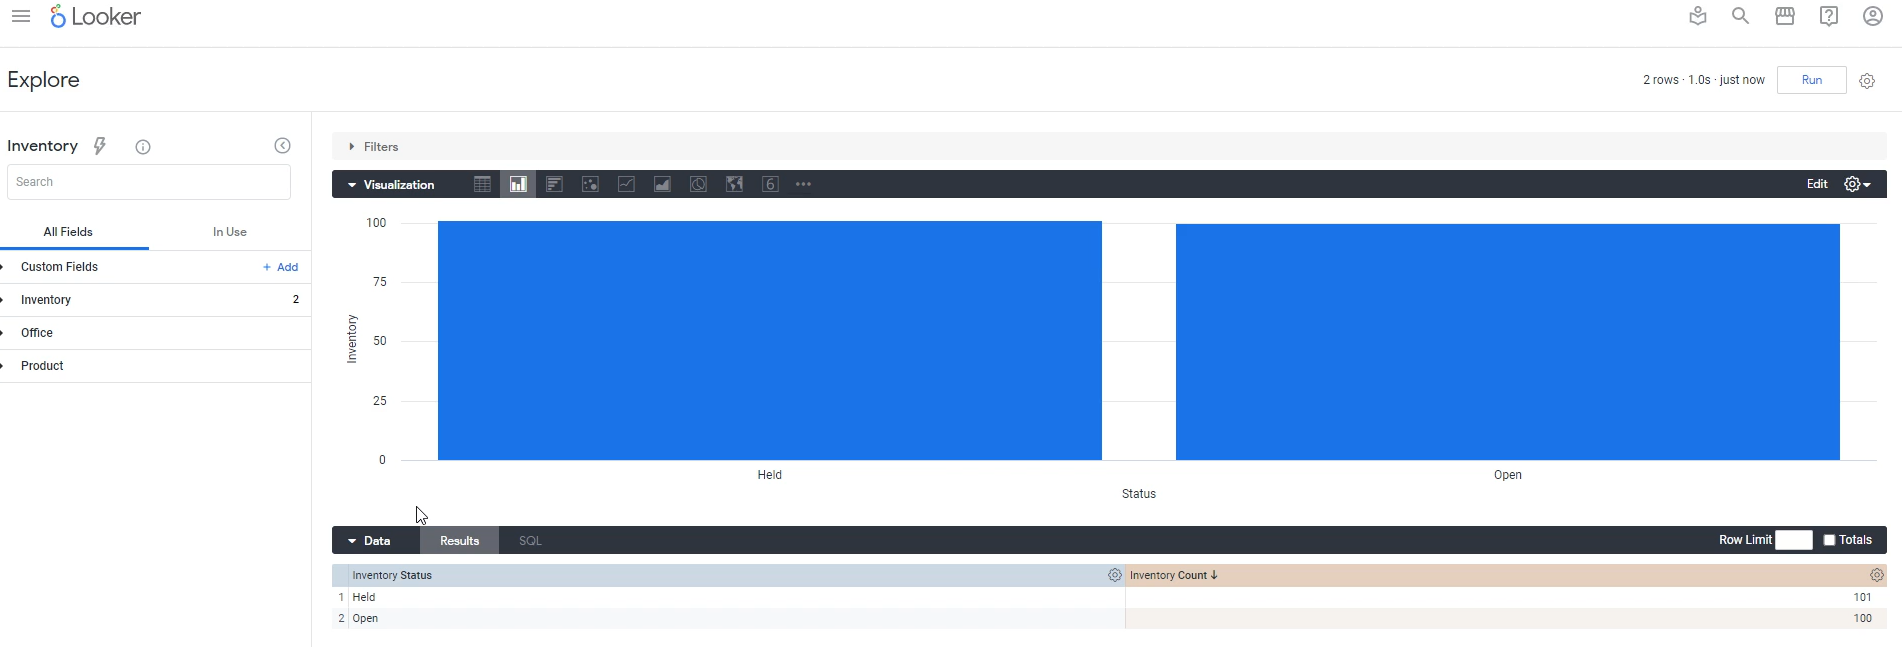 Looker
Explore
2 rows · 1.0s · just now Run
Inventory
Search
All Fields In Use
Custom Fields + Add
Inventory 2
Office
Product
Filters
Visualization 6 Edit
100
75
50
25
0
Inventory
Held Open
Status
Data Results SQL Row Limit Totals
Inventory Status Inventory Count ↓
1 Held 101
2 Open 100